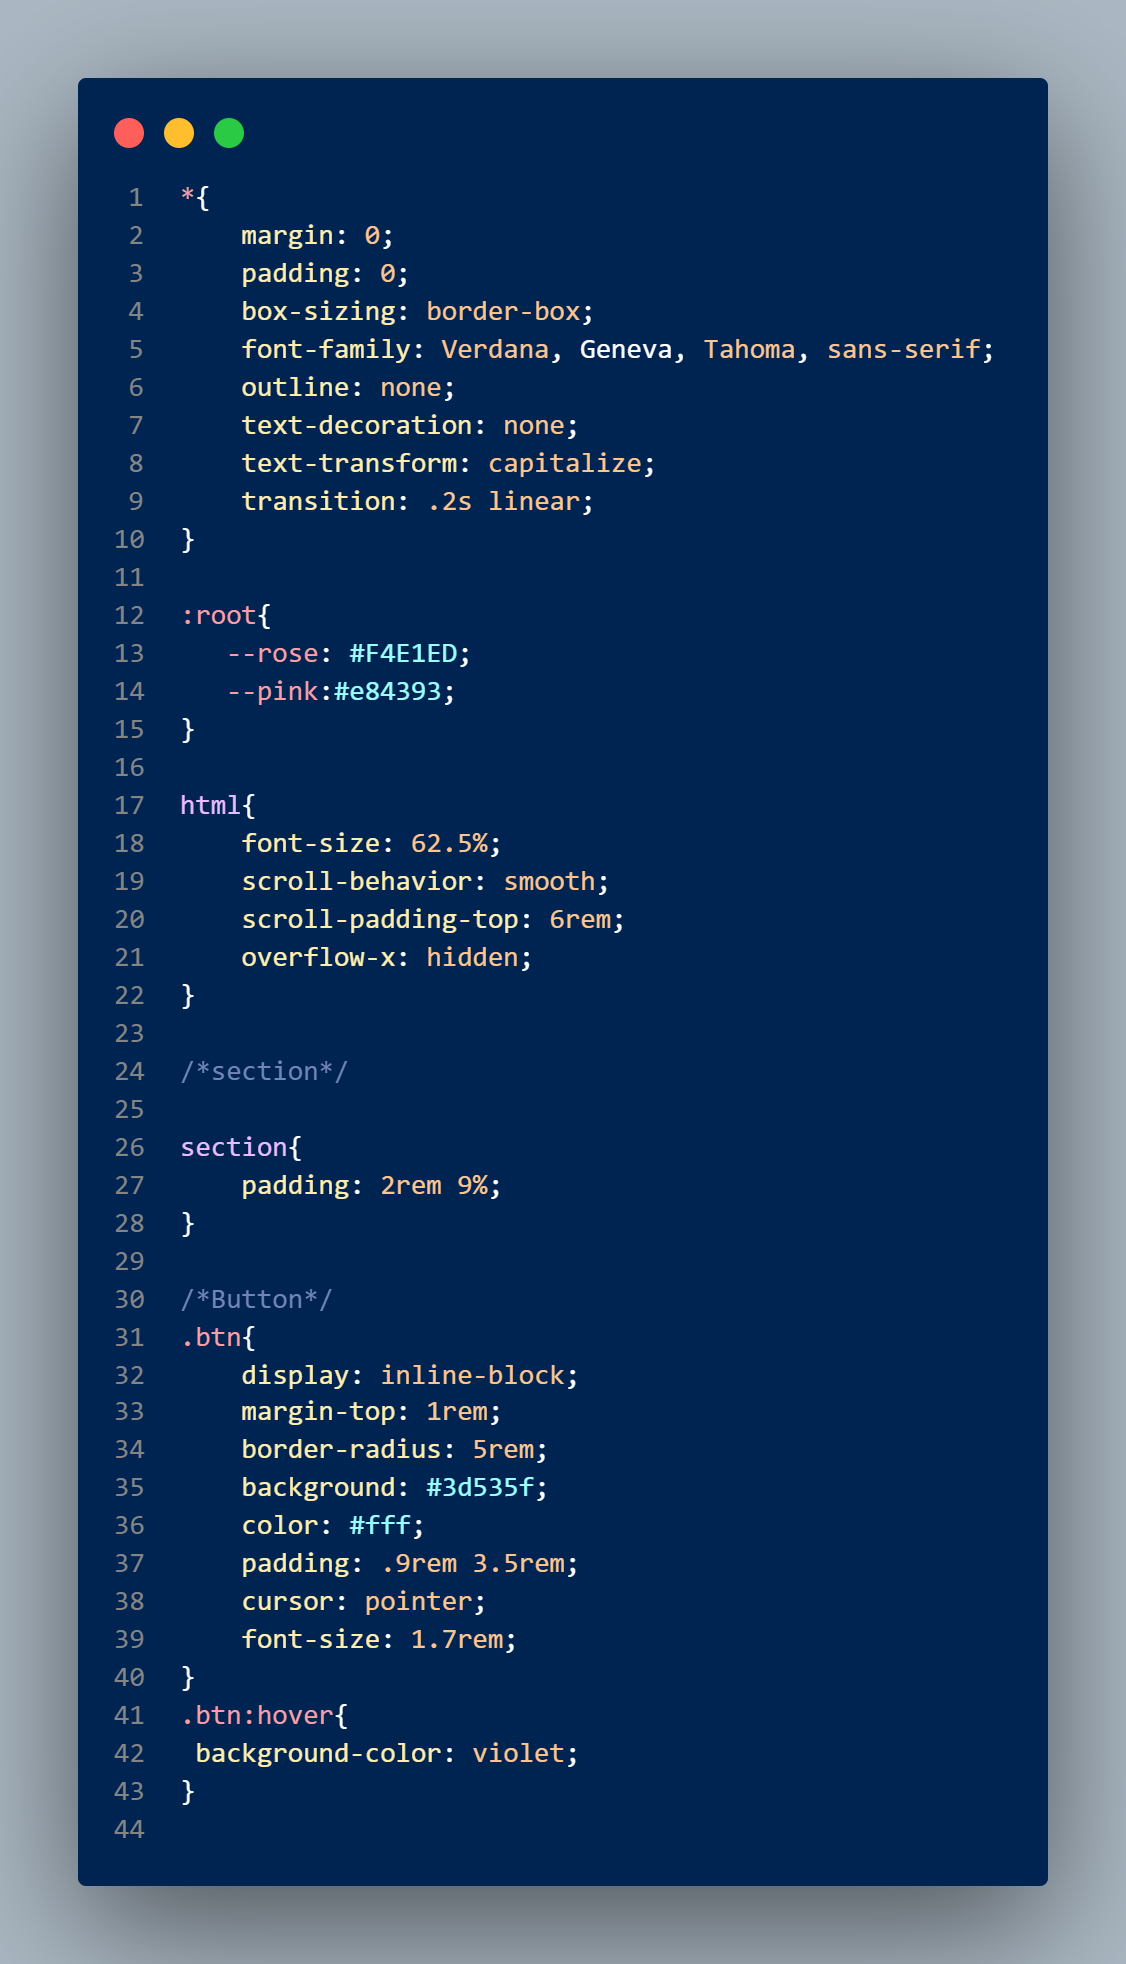 1 *{
2     margin: 0;
3     padding: 0;
4     box-sizing: border-box;
5     font-family: Verdana, Geneva, Tahoma, sans-serif;
6     outline: none;
7     text-decoration: none;
8     text-transform: capitalize;
9     transition: .2s linear;
10 }
11
12 :root{
13    --rose: #F4E1ED;
14    --pink:#e84393;
15 }
16
17 html{
18     font-size: 62.5%;
19     scroll-behavior: smooth;
20     scroll-padding-top: 6rem;
21     overflow-x: hidden;
22 }
23
24 /*section*/
25
26 section{
27     padding: 2rem 9%;
28 }
29
30 /*Button*/
31 .btn{
32     display: inline-block;
33     margin-top: 1rem;
34     border-radius: 5rem;
35     background: #3d535f;
36     color: #fff;
37     padding: .9rem 3.5rem;
38     cursor: pointer;
39     font-size: 1.7rem;
40 }
41 .btn:hover{
42  background-color: violet;
43 }
44